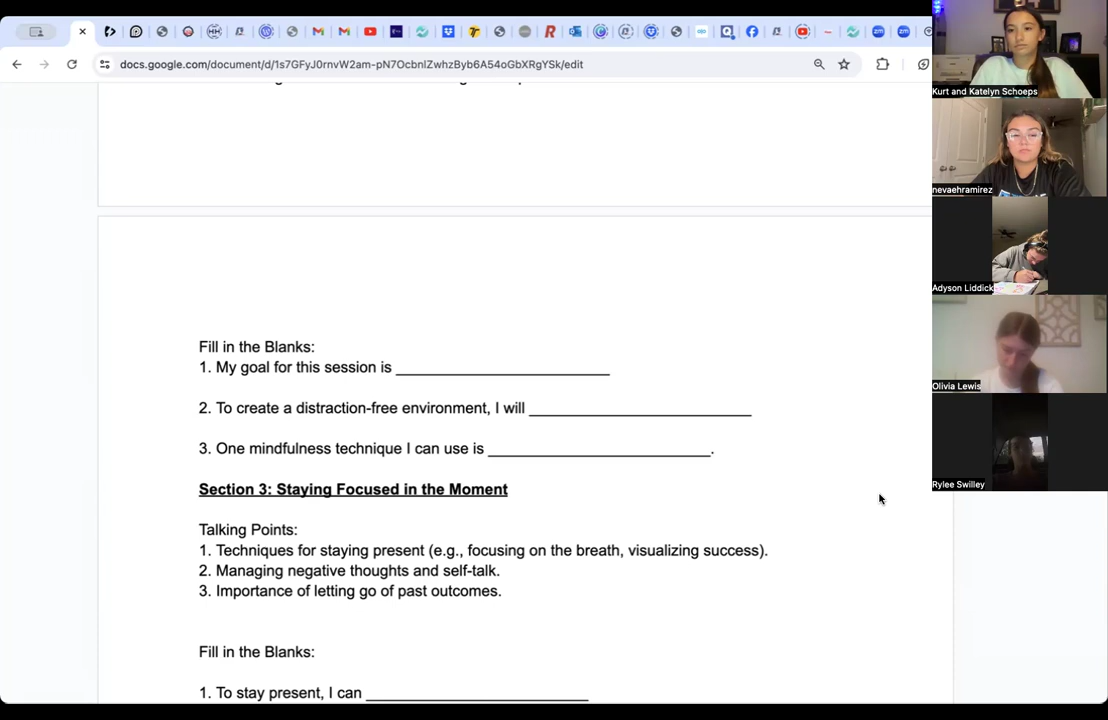 docs.google.com/document/d/1s7GFyJ0rnvW2am-pN7OcbnlZwhzByb6A54oGbXRgYSk/edit
Kurt and Katelyn Schoeps
nevaehramirez
Adyson Liddick
Olivia Lewis
Rylee Swilley
Fill in the Blanks:
1. My goal for this session is ___________________________
2. To create a distraction-free environment, I will ____________________________
3. One mindfulness technique I can use is ____________________________.
Section 3: Staying Focused in the Moment
Talking Points:
1. Techniques for staying present (e.g., focusing on the breath, visualizing success).
2. Managing negative thoughts and self-talk.
3. Importance of letting go of past outcomes.
Fill in the Blanks:
1. To stay present, I can ____________________________